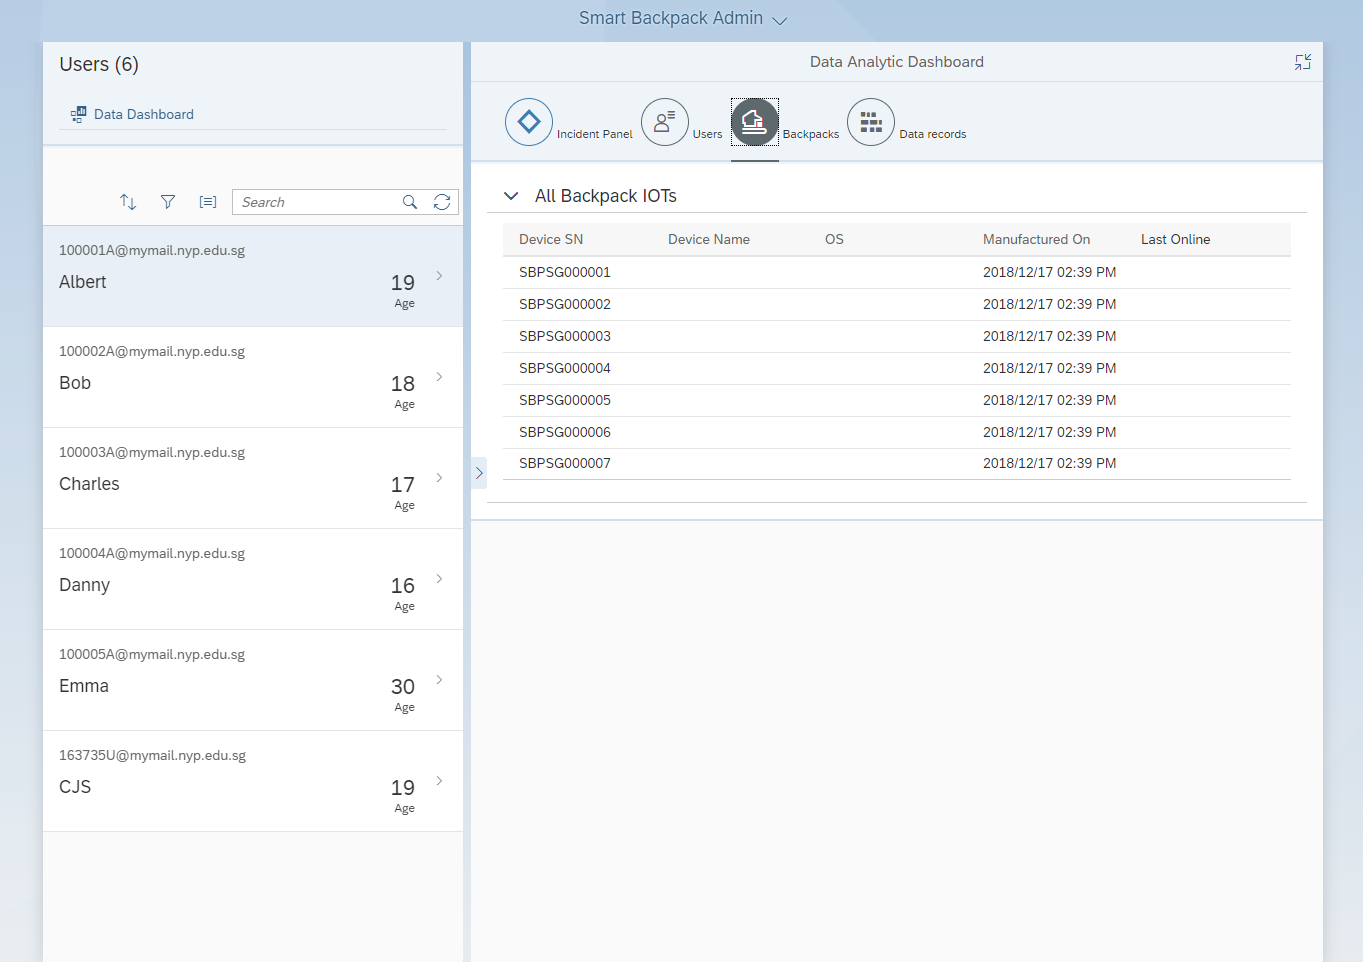 Smart Backpack Admin
Users (6)
Data Dashboard
Search
100001A@mymail.nyp.edu.sg
Albert
19
Age
100002A@mymail.nyp.edu.sg
Bob
18
Age
100003A@mymail.nyp.edu.sg
Charles
17
Age
100004A@mymail.nyp.edu.sg
Danny
16
Age
100005A@mymail.nyp.edu.sg
Emma
30
Age
163735U@mymail.nyp.edu.sg
CJS
19
Age
Data Analytic Dashboard
Incident Panel Users Backpacks Data records
All Backpack IOTs
Device SN Device Name OS Manufactured On Last Online
SBPSG000001 2018/12/17 02:39 PM
SBPSG000002 2018/12/17 02:39 PM
SBPSG000003 2018/12/17 02:39 PM
SBPSG000004 2018/12/17 02:39 PM
SBPSG000005 2018/12/17 02:39 PM
SBPSG000006 2018/12/17 02:39 PM
SBPSG000007 2018/12/17 02:39 PM